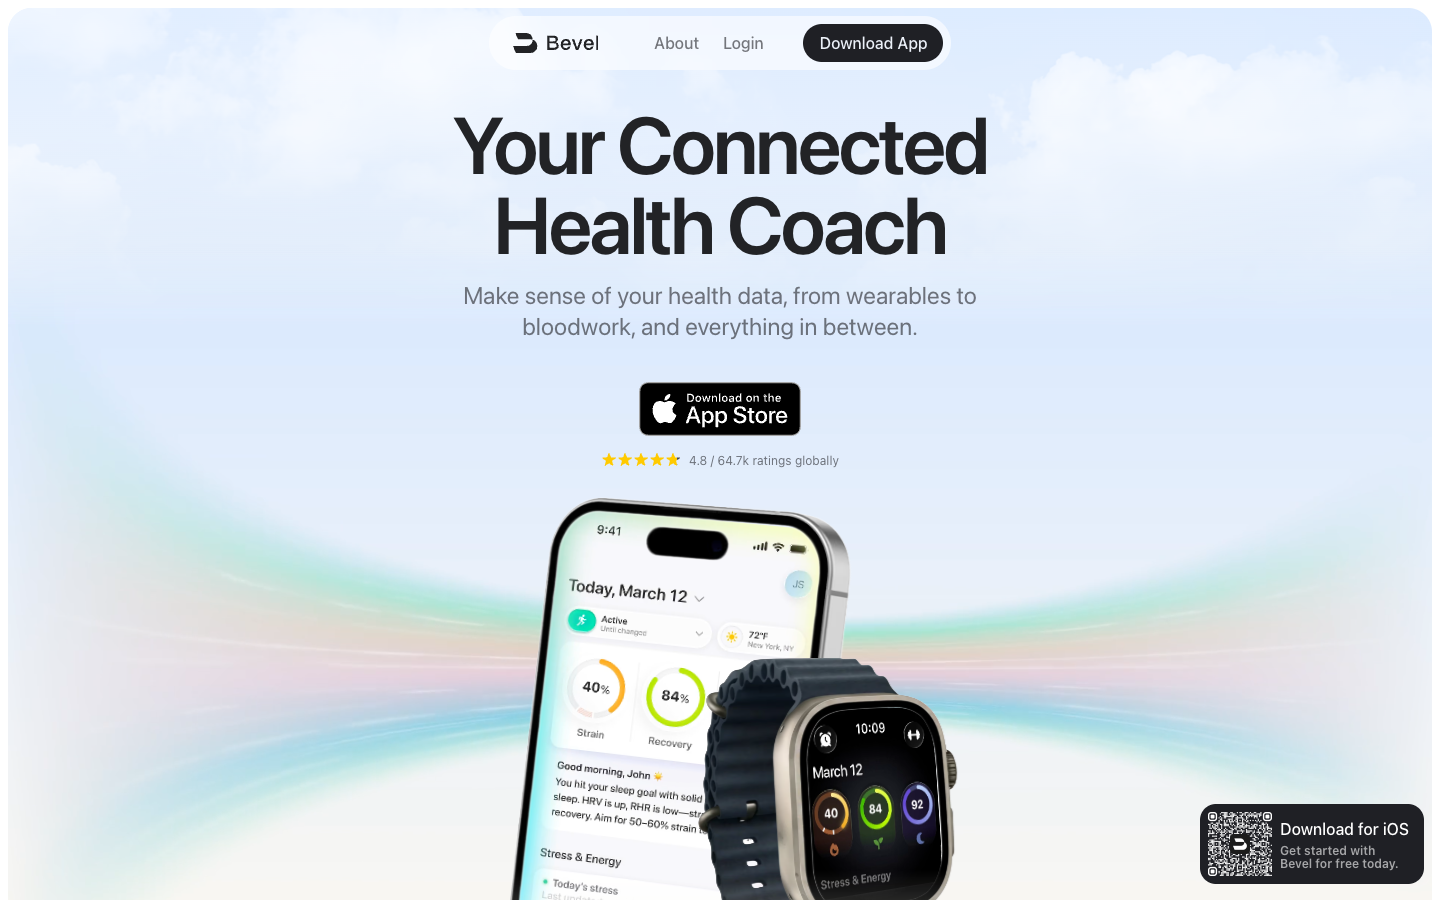 Bevel
About
Login
Download App
Your Connected
Health Coach
Make sense of your health data, from wearables to
bloodwork, and everything in between.
Download on the
App Store
4.8 / 64.7k ratings globally
9:41
JS
Today, March 12
Active
Until changed
72°F
New York, NY
40%
Strain
84%
Recovery
Good morning, John
You hit your sleep goal with solid
sleep. HRV is up, RHR is low—
recovery. Aim for 50–60% strain
Stress & Energy
Today's stress
10:09
March 12
40
84
92
Stress & Energy
Download for iOS
Get started with
Bevel for free today.